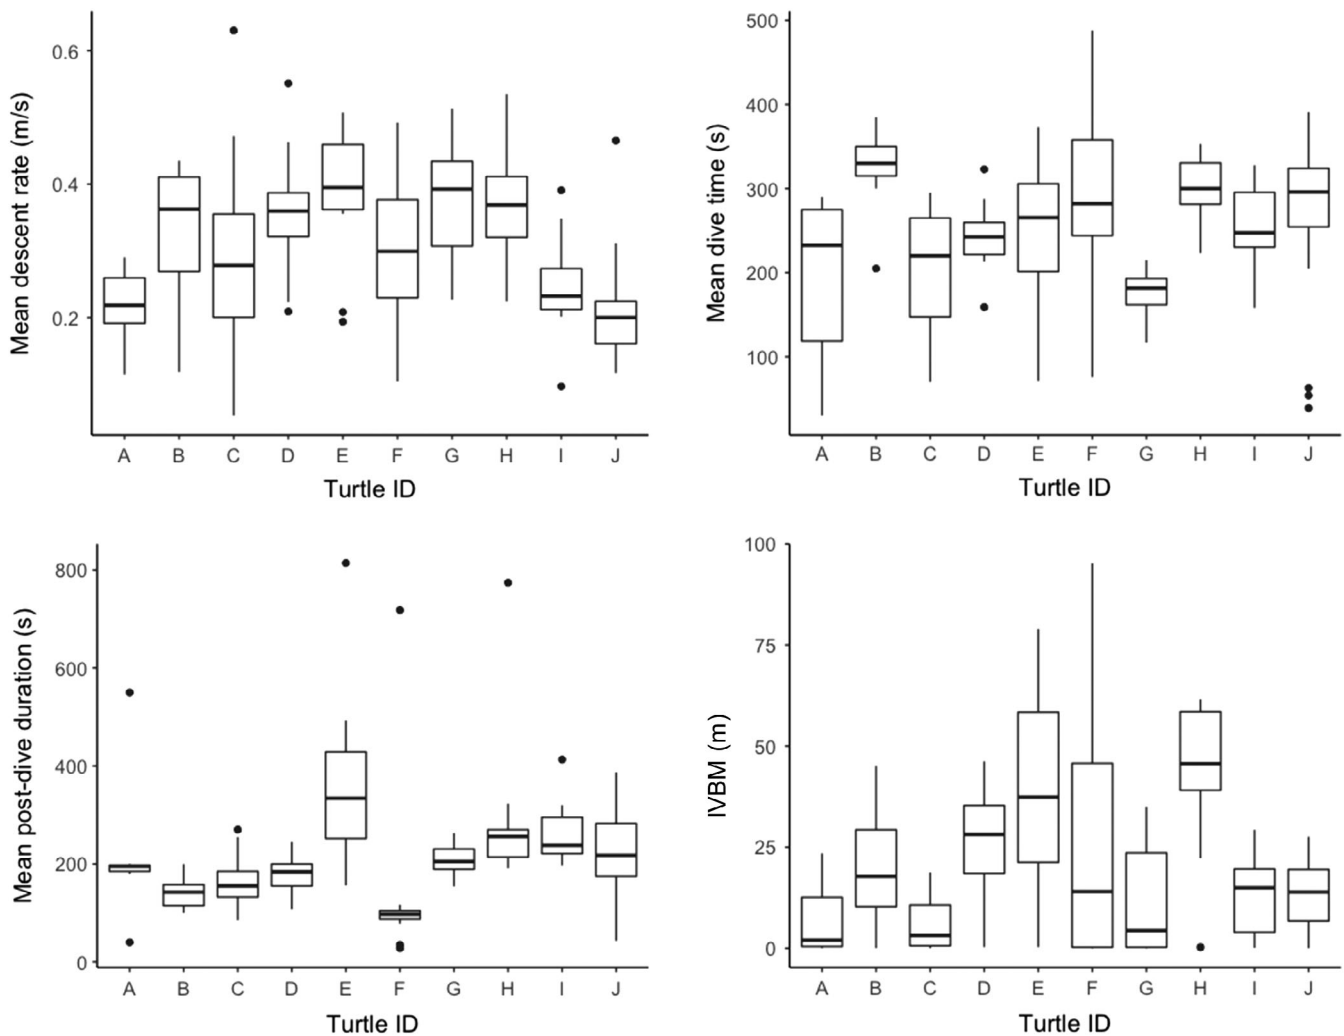 Mean descent rate (m/s)
0.6
0.4
0.2
A B C D E F G H I J
Turtle ID
Mean dive time (s)
500
400
300
200
100
A B C D E F G H I J
Turtle ID
Mean post-dive duration (s)
800
600
400
200
0
A B C D E F G H I J
Turtle ID
IVBM (m)
100
75
50
25
0
A B C D E F G H I J
Turtle ID